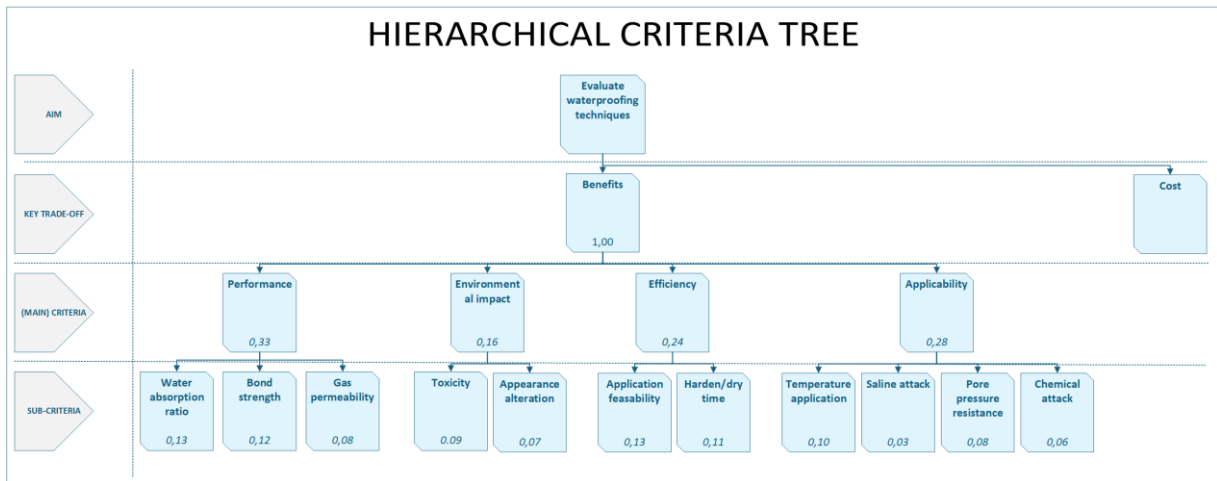 HIERARCHICAL CRITERIA TREE
AIM
Evaluate
waterproofing
techniques
KEY TRADE-OFF
Benefits
1,00
Cost
(MAIN) CRITERIA
Performance
0,33
Environment
al impact
0,16
Efficiency
0,24
Applicability
0,28
SUB-CRITERIA
Water
absorption
ratio
0,13
Bond
strength
0,12
Gas
permeability
0,08
Toxicity
0.09
Appearance
alteration
0,07
Application
feasability
0,13
Harden/dry
time
0,11
Temperature
application
0,10
Saline attack
0,03
Pore
pressure
resistance
0,08
Chemical
attack
0,06